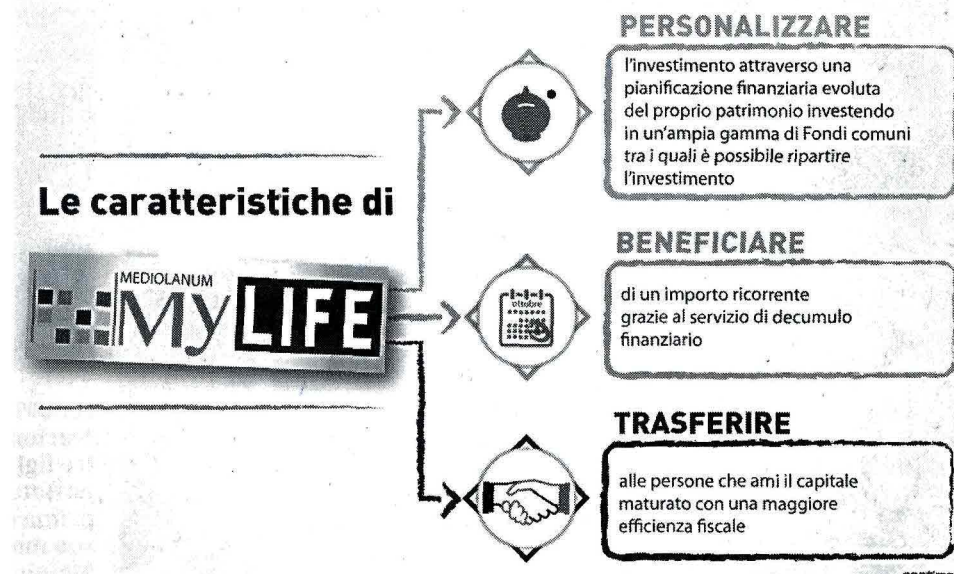 PERSONALIZZARE
l'investimento attraverso una
pianificazione finanziaria evoluta
del proprio patrimonio investendo
in un'ampia gamma di Fondi comuni
tra i quali è possibile ripartire
l'investimento
Le caratteristiche di
MEDIOLANUM
My LIFE
BENEFICIARE
ottobre
di un importo ricorrente
grazie al servizio di decumulo
finanziario
TRASFERIRE
alle persone che ami il capitale
maturato con una maggiore
efficienza fiscale